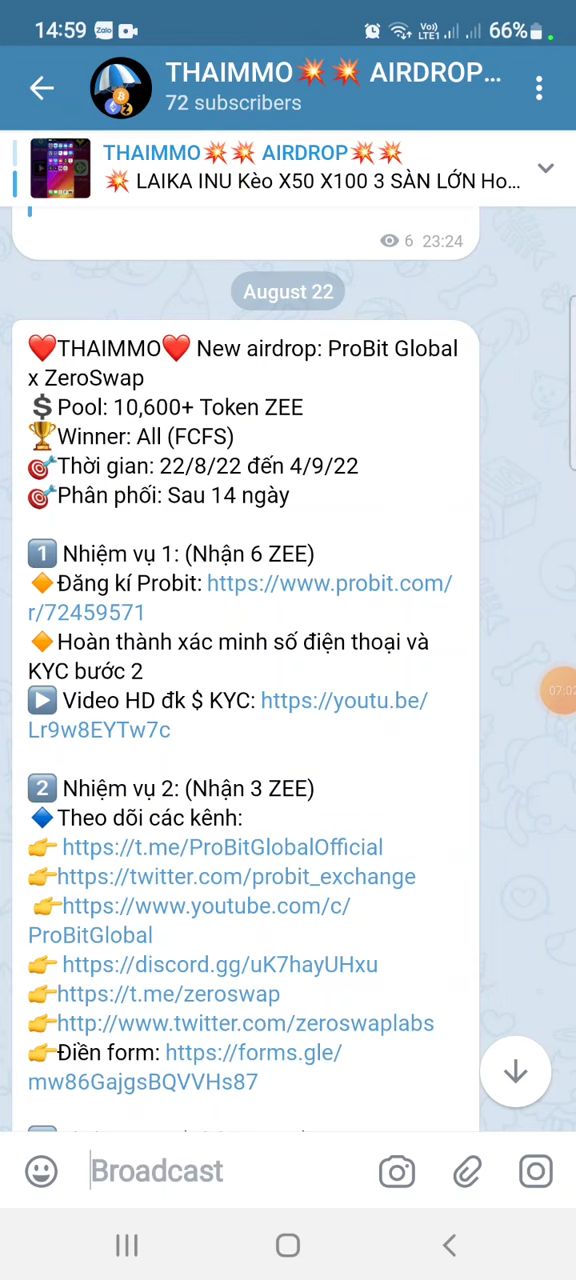 14:59 Zalo Vo)) LTE1 66%
THAIMMO💥💥 AIRDROP...
72 subscribers
THAIMMO💥💥 AIRDROP💥💥
💥 LAIKA INU Kèo X50 X100 3 SÀN LỚN Ho...
6 23:24
August 22
❤️THAIMMO❤️ New airdrop: ProBit Global
x ZeroSwap
💲Pool: 10,600+ Token ZEE
🏆Winner: All (FCFS)
🎯Thời gian: 22/8/22 đến 4/9/22
🎯Phân phối: Sau 14 ngày
1️⃣ Nhiệm vụ 1: (Nhận 6 ZEE)
🔶Đăng kí Probit: https://www.probit.com/
r/72459571
🔶Hoàn thành xác minh số điện thoại và
KYC bước 2
▶️ Video HD đk $ KYC: https://youtu.be/
Lr9w8EYTw7c
07:02
2️⃣ Nhiệm vụ 2: (Nhận 3 ZEE)
🔷Theo dõi các kênh:
👉 https://t.me/ProBitGlobalOfficial
👉https://twitter.com/probit_exchange
👉https://www.youtube.com/c/
ProBitGlobal
👉 https://discord.gg/uK7hayUHxu
👉https://t.me/zeroswap
👉http://www.twitter.com/zeroswaplabs
👉Điền form: https://forms.gle/
mw86GajgsBQVVHs87
Broadcast